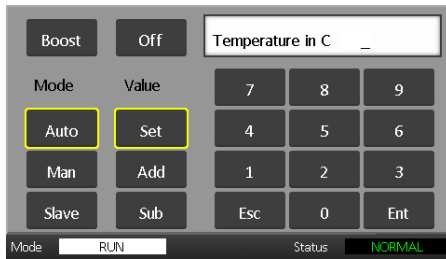 Boost Off Temperature in C _
Mode Value 7 8 9
Auto Set 4 5 6
Man Add 1 2 3
Slave Sub Esc 0 Ent
Mode RUN Status NORMAL